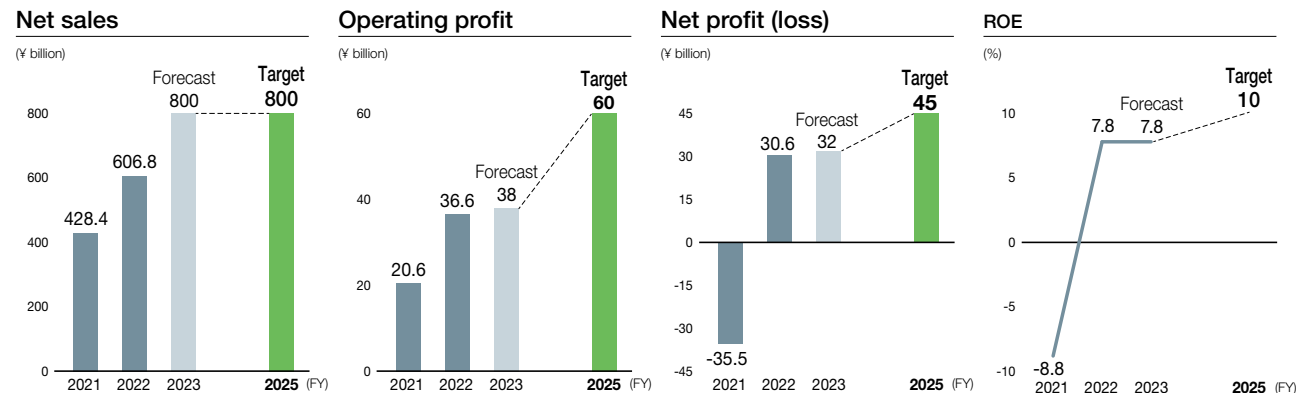 Net sales
(¥ billion)
Forecast
800
Target
800
800
600
400
200
0
428.4
606.8
2021
2022
2023
2025 (FY)
Operating profit
(¥ billion)
Target
60
60
40
20
0
20.6
36.6
Forecast
38
2021
2022
2023
2025 (FY)
Net profit (loss)
(¥ billion)
Target
45
45
30
15
0
-15
-30
-45
-35.5
30.6
Forecast
32
2021
2022
2023
2025 (FY)
ROE
(%)
Target
10
10
5
0
-5
-10
-8.8
7.8
Forecast
7.8
2021
2022
2023
2025 (FY)